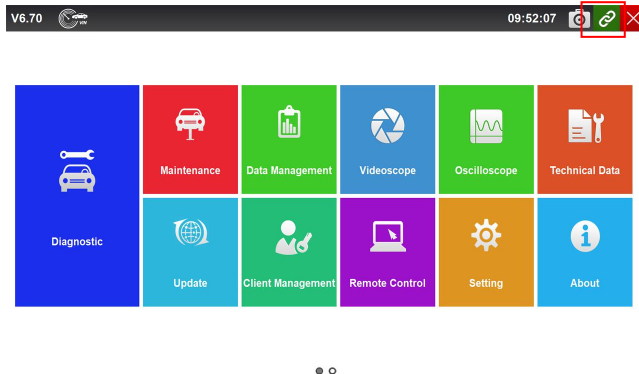 V6.70
VIN
09:52:07
Diagnostic
Maintenance
Data Management
Videoscope
Oscilloscope
Technical Data
Update
Client Management
Remote Control
Setting
About